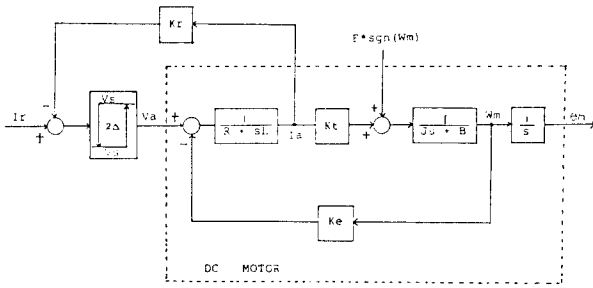 Kr
F*sgn(Wm)
Ir
+
-
Vs
2Δ
Va
+
-
1
R + sL
Ia
Kt
+
+
1
Js + B
Wm
1
s
Θm
Ke
DC MOTOR